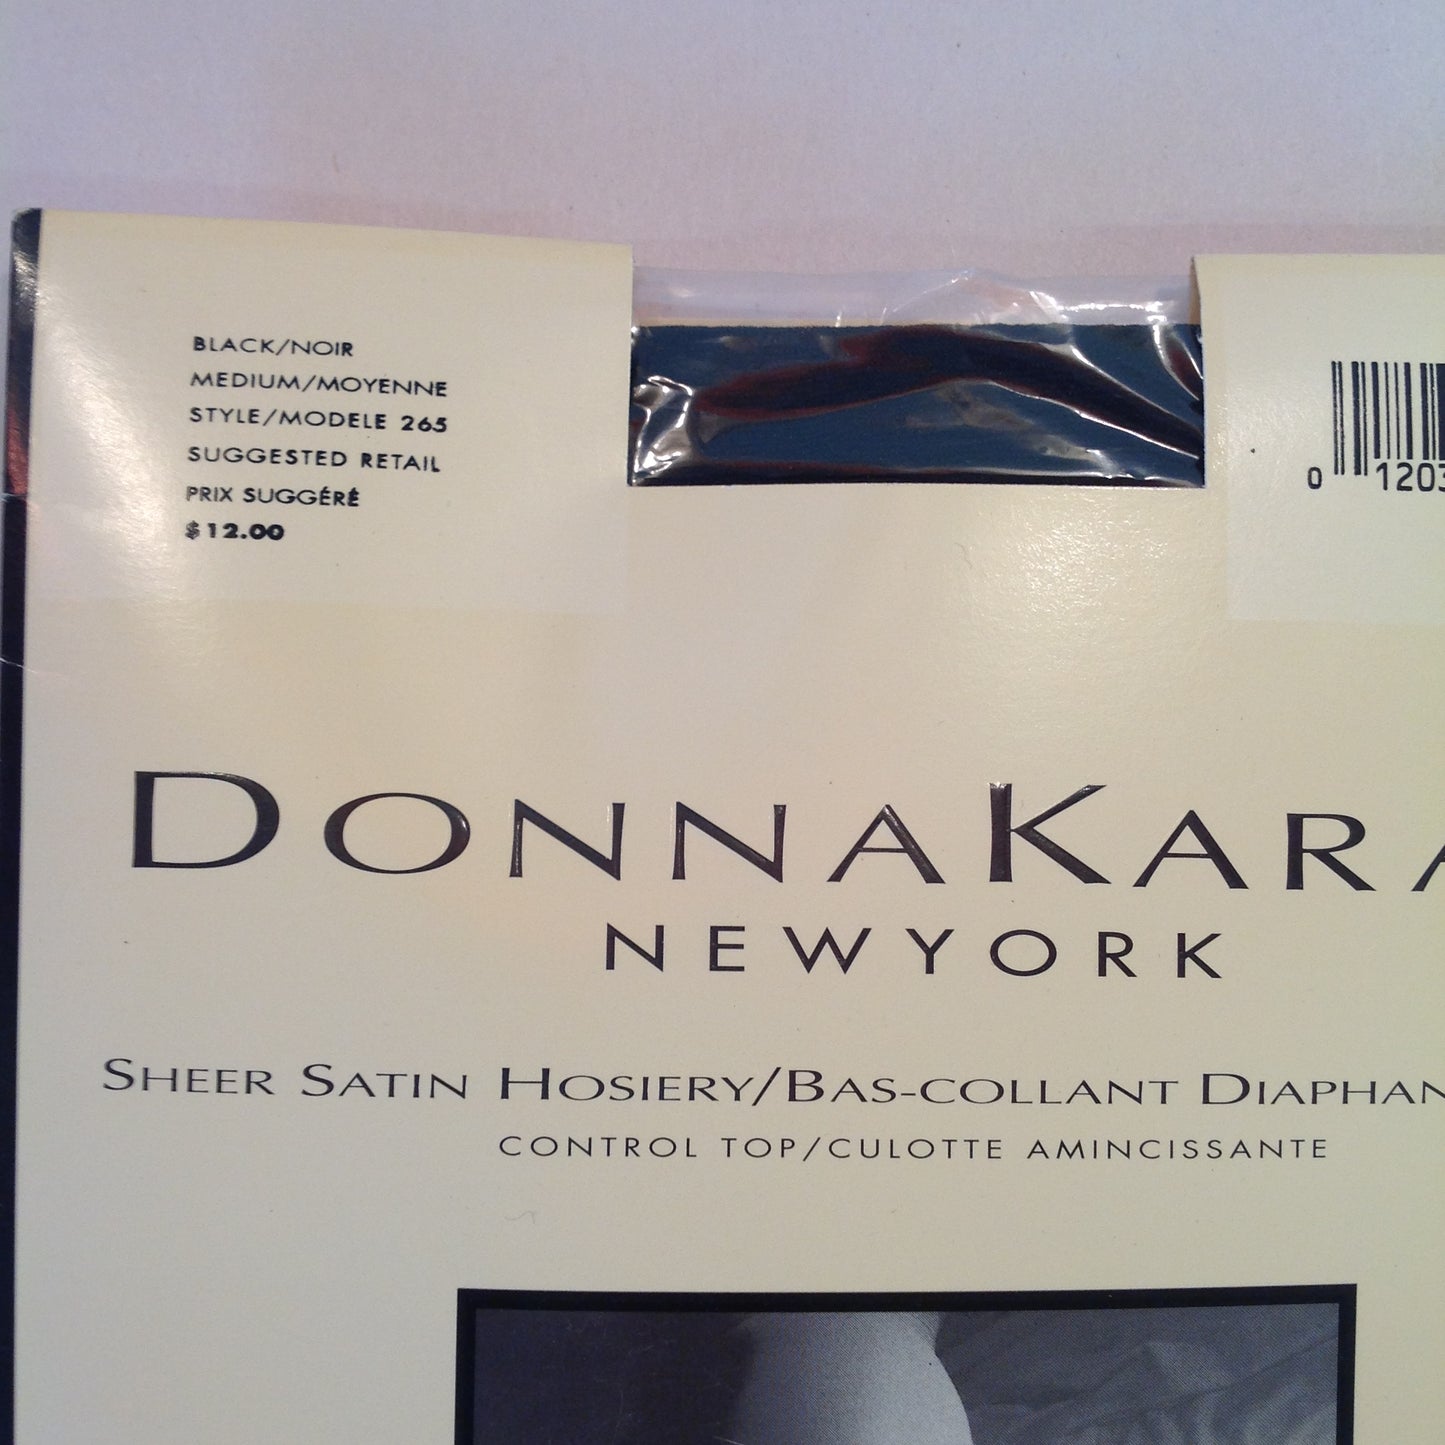 BLACK/NOIR
MEDIUM/MOYENNE
STYLE/MODÈLE 265
SUGGESTED RETAIL
PRIX SUGGÉRÉ
$12.00
0 1203
DONNAKARA
NEWYORK
SHEER SATIN HOSIERY/BAS-COLLANT DIAPHAN
CONTROL TOP/CULOTTE AMINCISSANTE